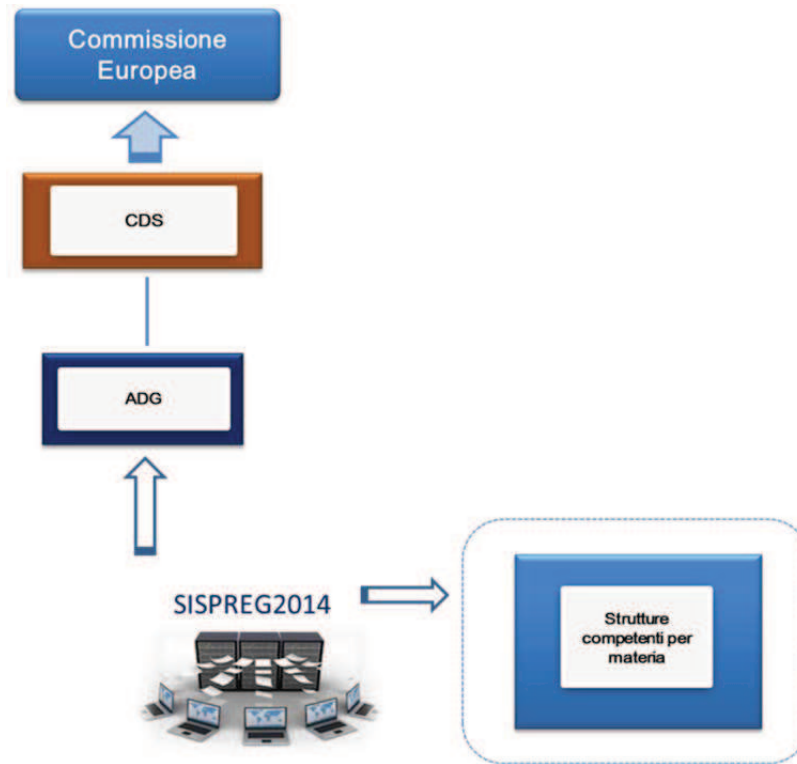 Commissione
Europea
CDS
ADG
SISPREG2014
Strutture
competenti per
materia